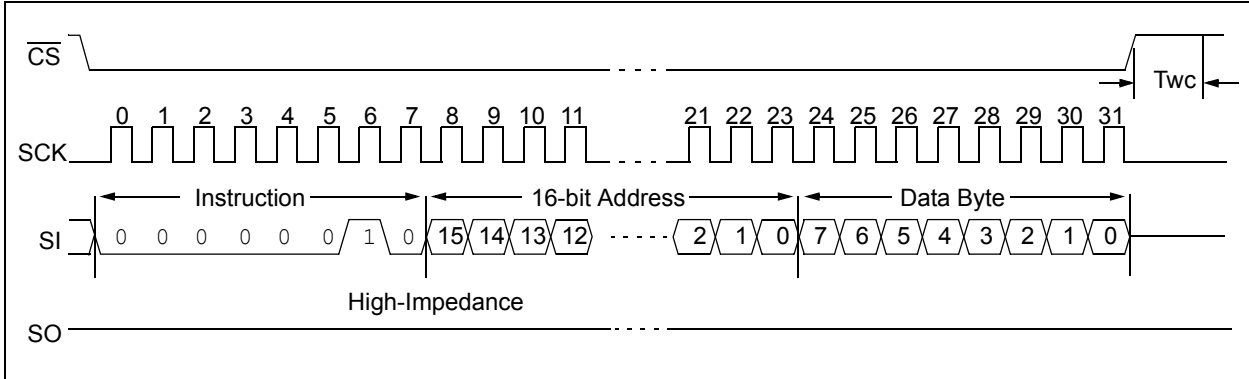 CS
Twc
0 1 2 3 4 5 6 7 8 9 10 11 21 22 23 24 25 26 27 28 29 30 31
SCK
Instruction 16-bit Address Data Byte
SI 0 0 0 0 0 0 1 0 15 14 13 12 2 1 0 7 6 5 4 3 2 1 0
High-Impedance
SO